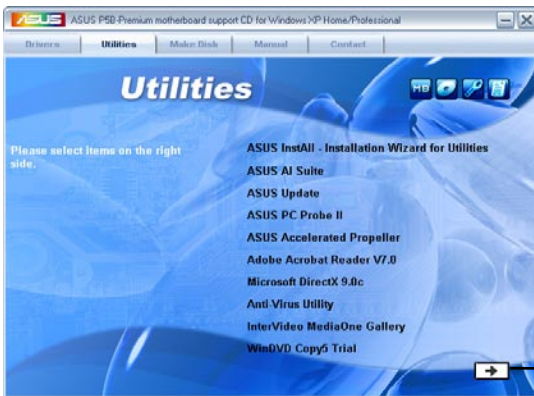 ASUS ASUS P5B-Premium motherboard support CD for Windows XP Home/Professional
Drivers Utilities Make Disk Manual Contact
Utilities
MB
Please select items on the right
side.
ASUS InstAll - Installation Wizard for Utilities
ASUS AI Suite
ASUS Update
ASUS PC Probe II
ASUS Accelerated Propeller
Adobe Acrobat Reader V7.0
Microsoft DirectX 9.0c
Anti-Virus Utility
InterVideo MediaOne Gallery
WinDVD Copy5 Trial